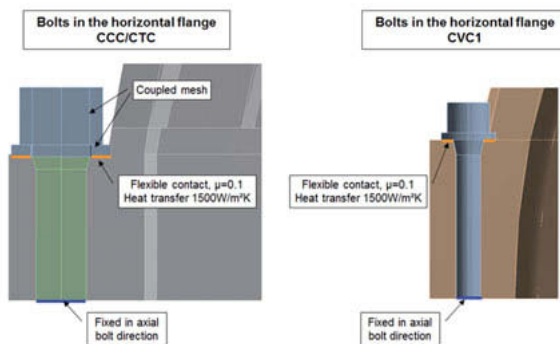 Bolts in the horizontal flange
CCC/CTC
Coupled mesh
Flexible contact, μ=0.1
Heat transfer 1500W/m²K
Fixed in axial
bolt direction
Bolts in the horizontal flange
CVC1
Flexible contact, μ=0.1
Heat transfer 1500W/m²K
Fixed in axial
bolt direction